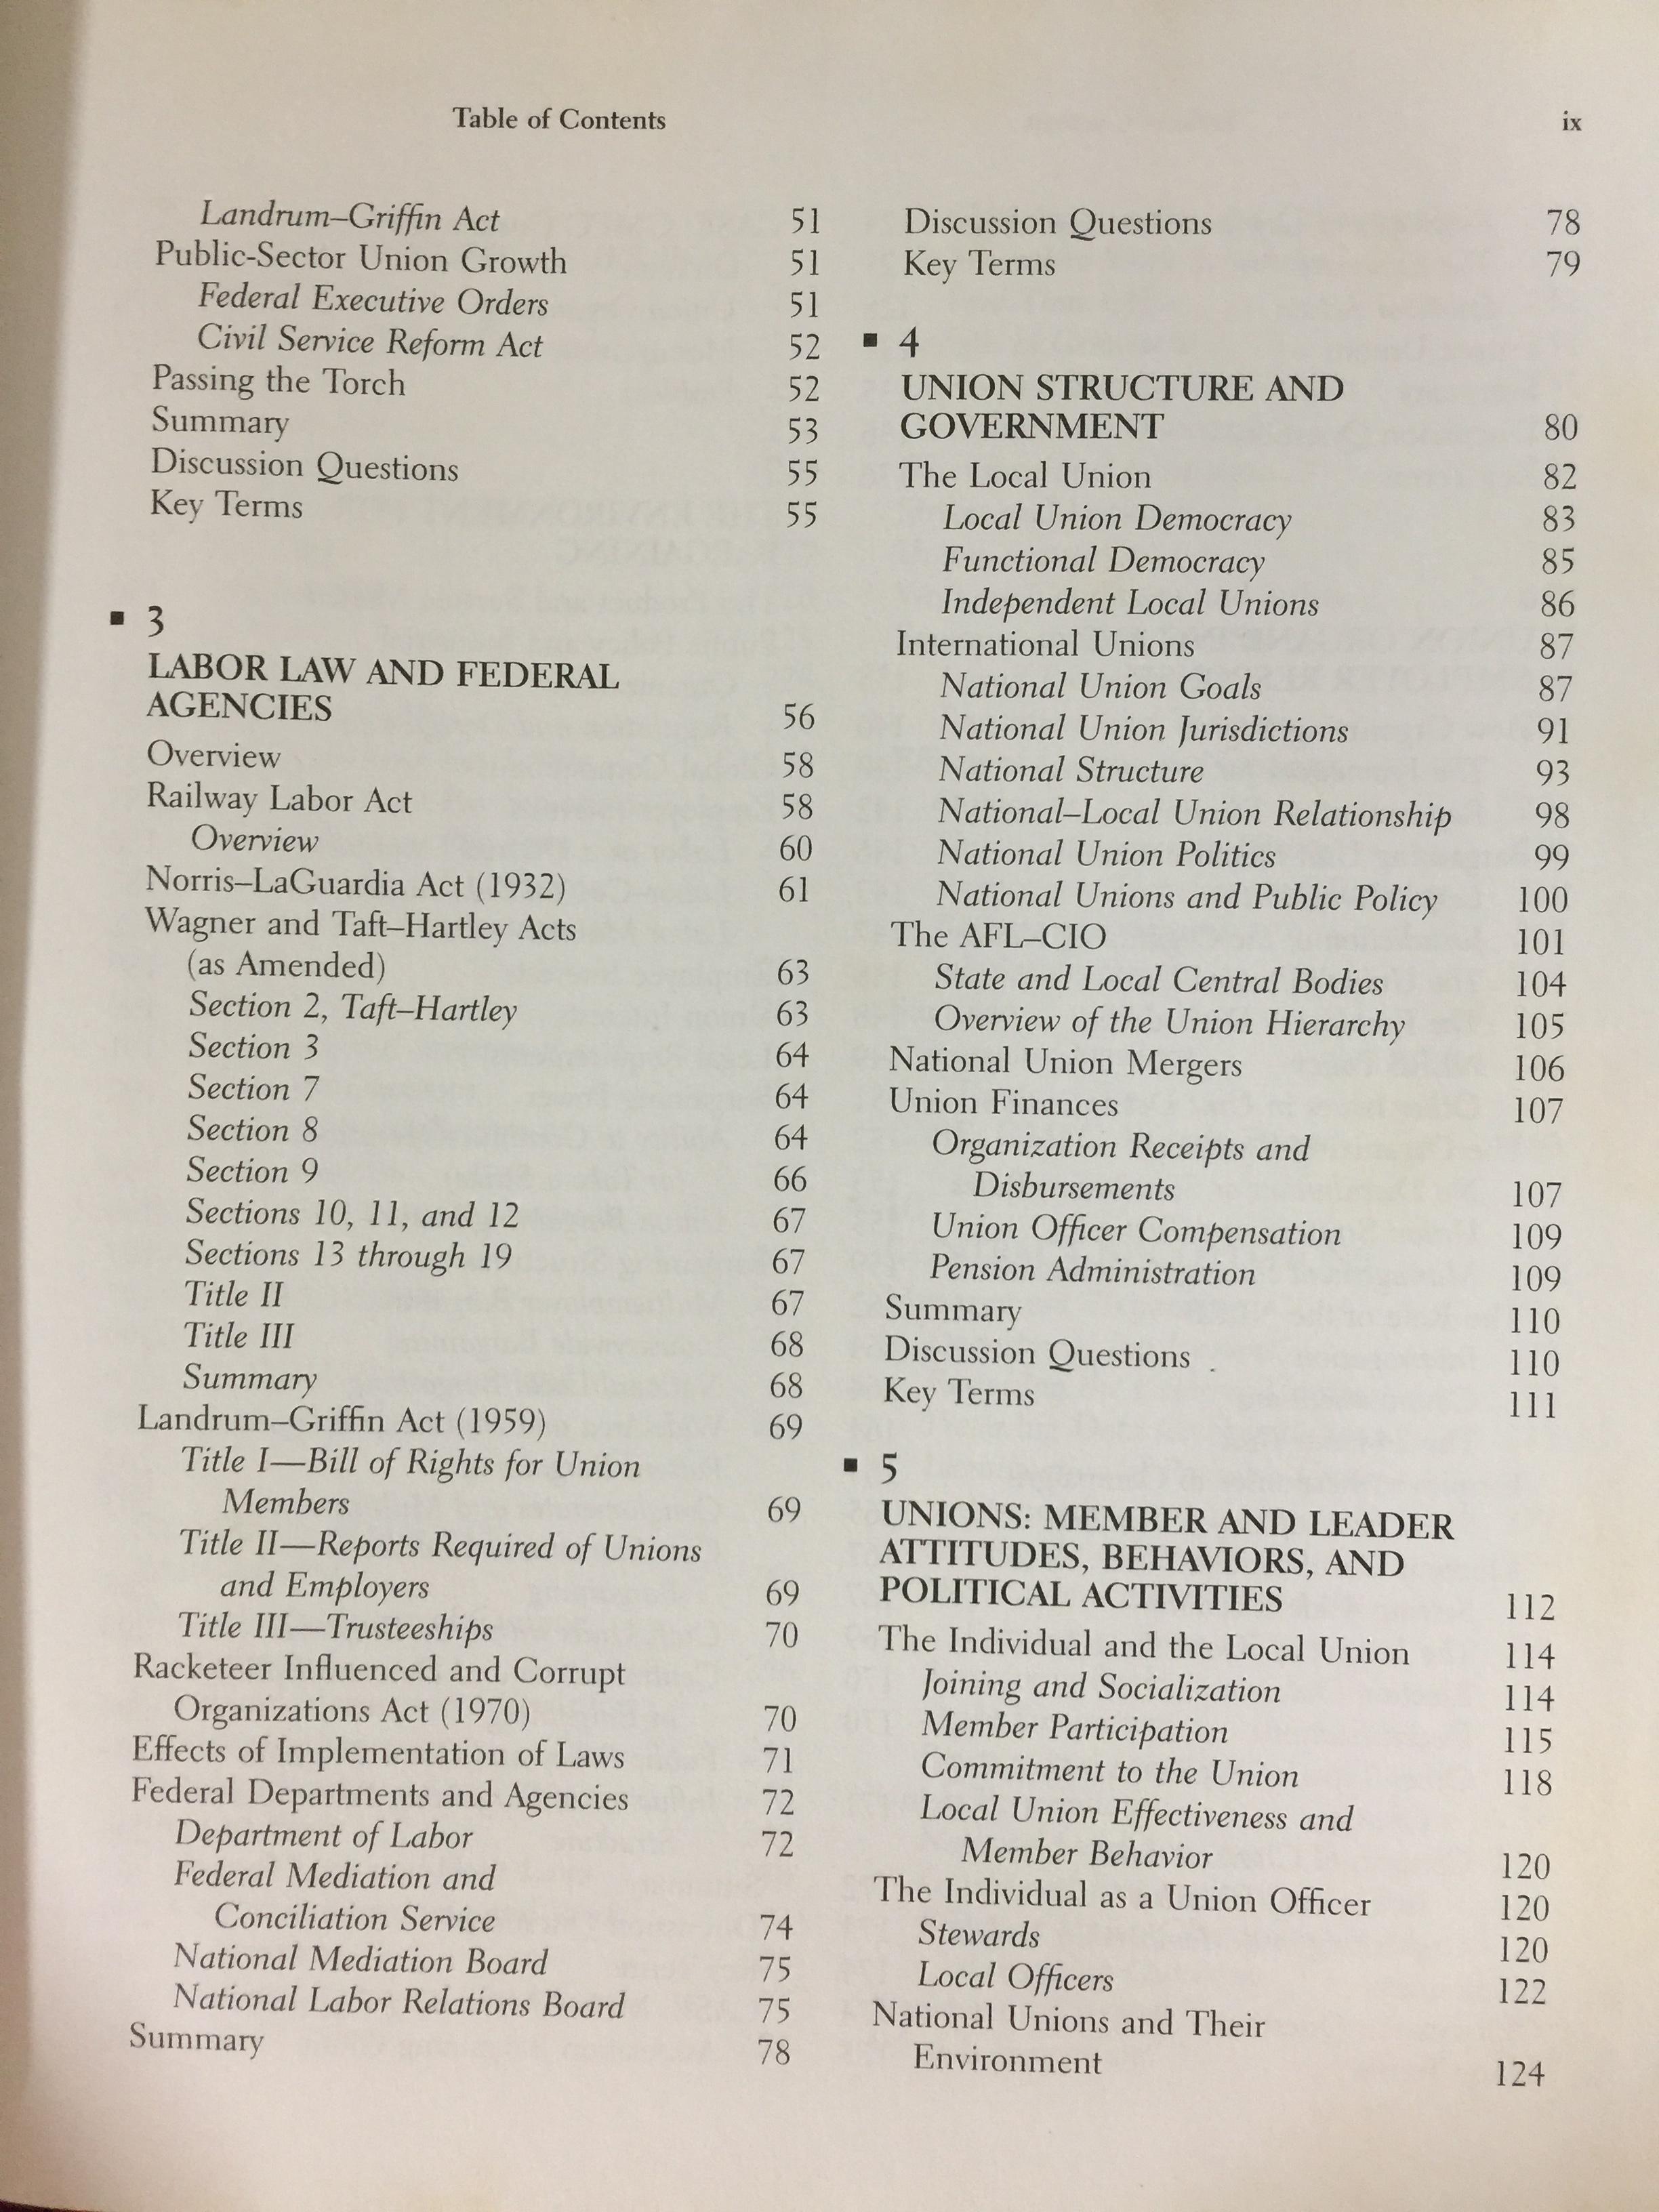 Table of Contents ix
Landrum–Griffin Act 51
Public-Sector Union Growth 51
Federal Executive Orders 51
Civil Service Reform Act 52
Passing the Torch 52
Summary 53
Discussion Questions 55
Key Terms 55
▪ 3
LABOR LAW AND FEDERAL
AGENCIES 56
Overview 58
Railway Labor Act 58
Overview 60
Norris–LaGuardia Act (1932) 61
Wagner and Taft–Hartley Acts
(as Amended) 63
Section 2, Taft–Hartley 63
Section 3 64
Section 7 64
Section 8 64
Section 9 66
Sections 10, 11, and 12 67
Sections 13 through 19 67
Title II 67
Title III 68
Summary 68
Landrum–Griffin Act (1959) 69
Title I—Bill of Rights for Union
Members 69
Title II—Reports Required of Unions
and Employers 69
Title III—Trusteeships 70
Racketeer Influenced and Corrupt
Organizations Act (1970) 70
Effects of Implementation of Laws 71
Federal Departments and Agencies 72
Department of Labor 72
Federal Mediation and
Conciliation Service 74
National Mediation Board 75
National Labor Relations Board 75
Summary 78
Discussion Questions 78
Key Terms 79
▪ 4
UNION STRUCTURE AND
GOVERNMENT 80
The Local Union 82
Local Union Democracy 83
Functional Democracy 85
Independent Local Unions 86
International Unions 87
National Union Goals 87
National Union Jurisdictions 91
National Structure 93
National–Local Union Relationship 98
National Union Politics 99
National Unions and Public Policy 100
The AFL–CIO 101
State and Local Central Bodies 104
Overview of the Union Hierarchy 105
National Union Mergers 106
Union Finances 107
Organization Receipts and
Disbursements 107
Union Officer Compensation 109
Pension Administration 109
Summary 110
Discussion Questions 110
Key Terms 111
▪ 5
UNIONS: MEMBER AND LEADER
ATTITUDES, BEHAVIORS, AND
POLITICAL ACTIVITIES 112
The Individual and the Local Union 114
Joining and Socialization 114
Member Participation 115
Commitment to the Union 118
Local Union Effectiveness and
Member Behavior 120
The Individual as a Union Officer 120
Stewards 120
Local Officers 122
National Unions and Their
Environment 124